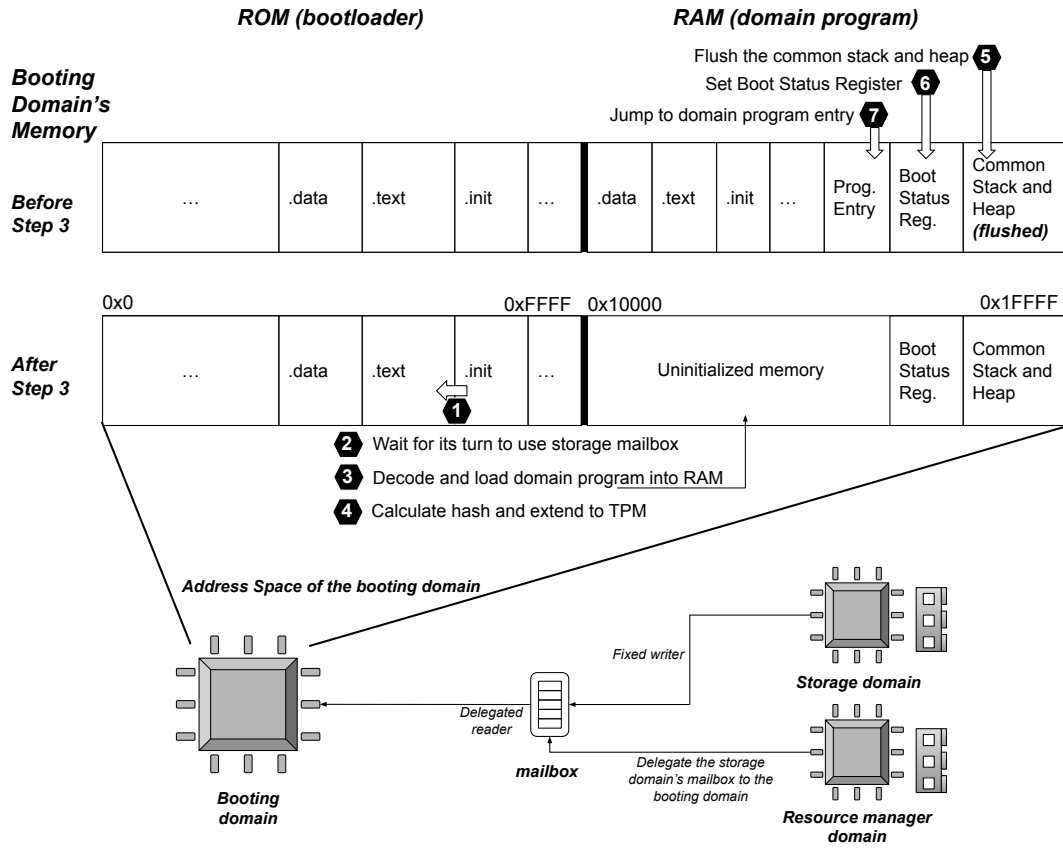 ROM (bootloader)
RAM (domain program)
Flush the common stack and heap 5
Set Boot Status Register 6
Jump to domain program entry 7
Booting
Domain's
Memory
Before
Step 3
…
.data
.text
.init
…
.data
.text
.init
…
Prog.
Entry
Boot
Status
Reg.
Common
Stack and
Heap
(flushed)
0x0
0xFFFF
0x10000
0x1FFFF
After
Step 3
…
.data
.text
.init
…
Uninitialized memory
Boot
Status
Reg.
Common
Stack and
Heap
1
2 Wait for its turn to use storage mailbox
3 Decode and load domain program into RAM
4 Calculate hash and extend to TPM
Address Space of the booting domain
Fixed writer
Storage domain
Delegated
reader
mailbox
Delegate the storage
domain's mailbox to the
booting domain
Booting
domain
Resource manager
domain